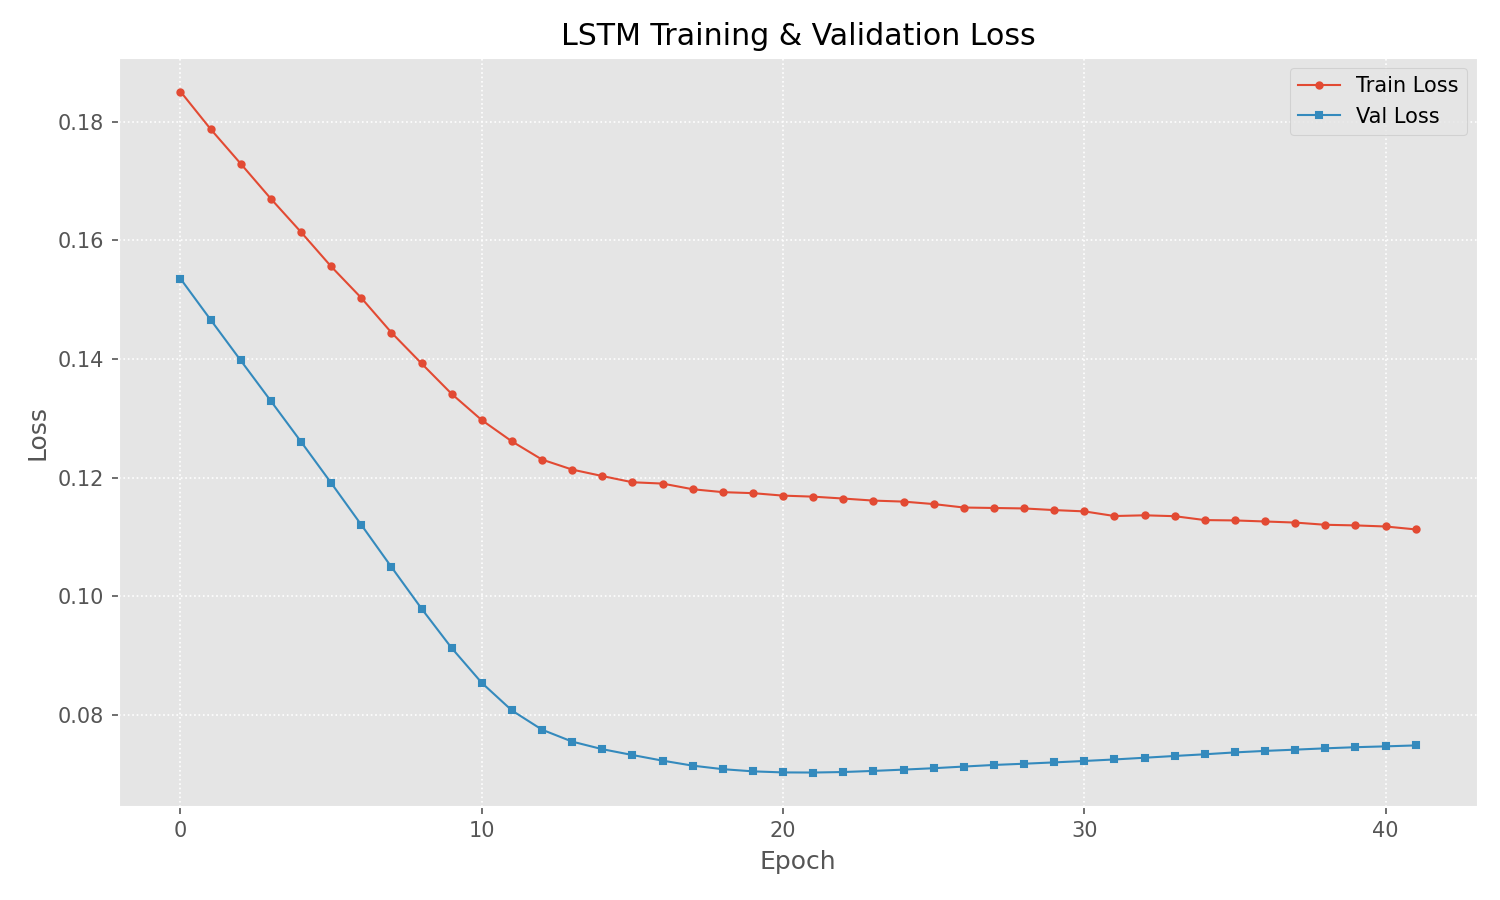 LSTM Training & Validation Loss
Train Loss
Val Loss
0.18
0.16
0.14
0.12
0.10
0.08
Loss
0 10 20 30 40
Epoch